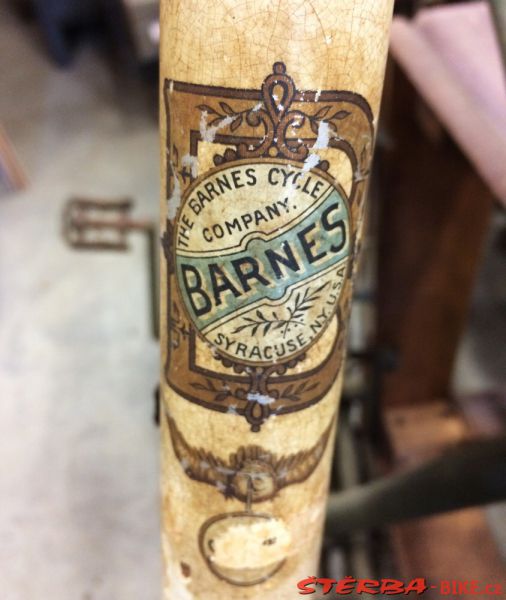 THE BARNES CYCLE
COMPANY.
BARNES
SYRACUSE, N.Y. U.S.A.
ŠTĚRBA-BIKE.cz